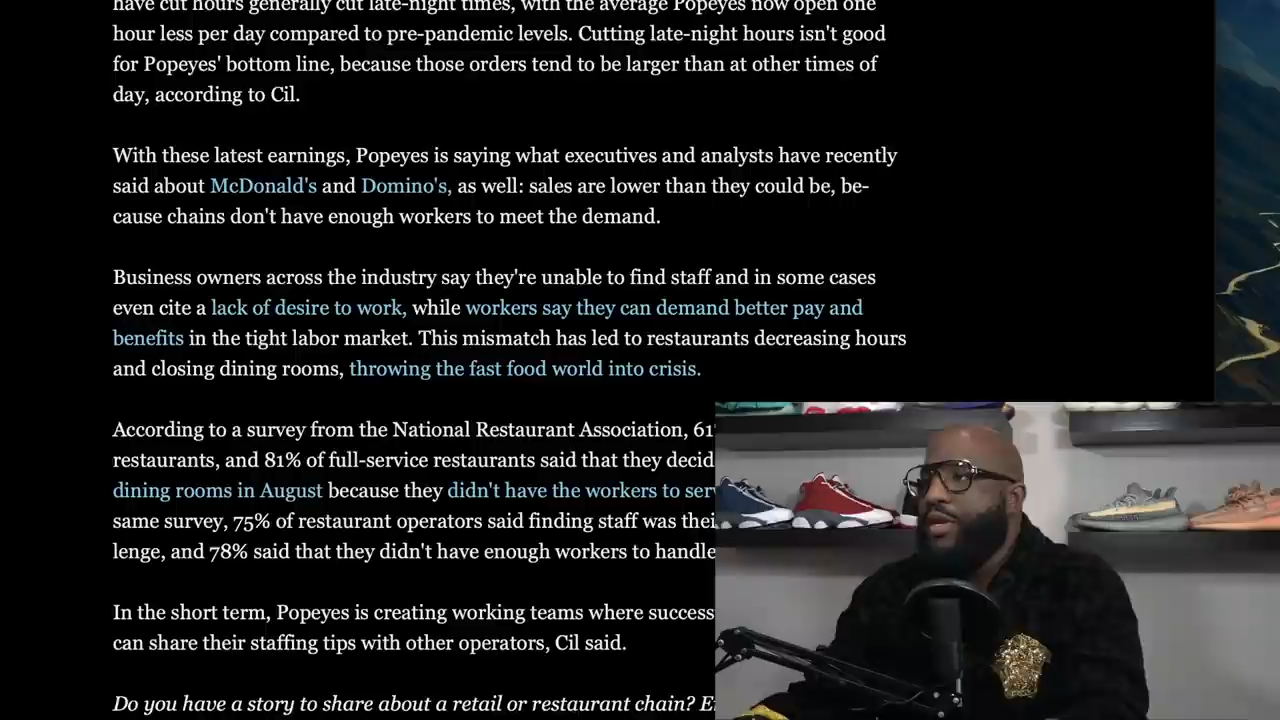 have cut hours generally cut late-night times, with the average Popeyes now open one
hour less per day compared to pre-pandemic levels. Cutting late-night hours isn't good
for Popeyes' bottom line, because those orders tend to be larger than at other times of
day, according to Cil.
With these latest earnings, Popeyes is saying what executives and analysts have recently
said about McDonald's and Domino's, as well: sales are lower than they could be, be-
cause chains don't have enough workers to meet the demand.
Business owners across the industry say they're unable to find staff and in some cases
even cite a lack of desire to work, while workers say they can demand better pay and
benefits in the tight labor market. This mismatch has led to restaurants decreasing hours
and closing dining rooms, throwing the fast food world into crisis.
According to a survey from the National Restaurant Association, 61
restaurants, and 81% of full-service restaurants said that they decid
dining rooms in August because they didn't have the workers to ser
same survey, 75% of restaurant operators said finding staff was thei
lenge, and 78% said that they didn't have enough workers to handle
In the short term, Popeyes is creating working teams where success
can share their staffing tips with other operators, Cil said.
Do you have a story to share about a retail or restaurant chain? E